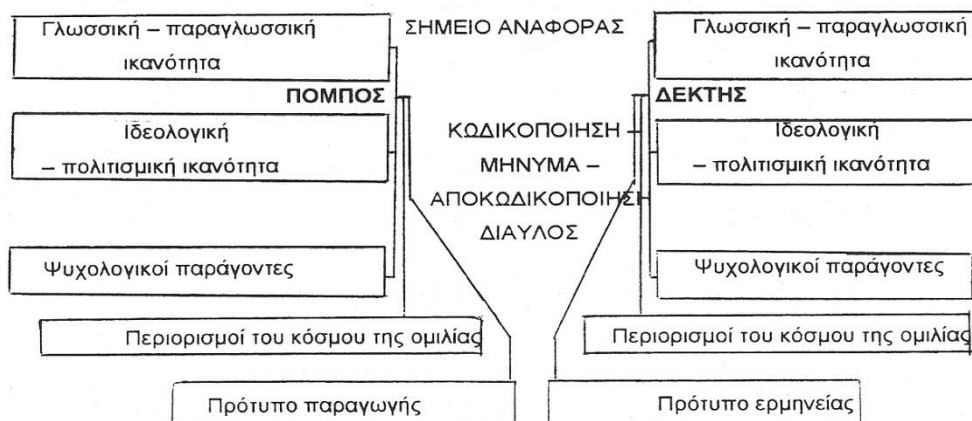 Γλωσσική – παραγλωσσική
ικανότητα
ΣΗΜΕΙΟ ΑΝΑΦΟΡΑΣ
Γλωσσική – παραγλωσσική
ικανότητα
ΠΟΜΠΟΣ
ΔΕΚΤΗΣ
Ιδεολογική
– πολιτισμική ικανότητα
ΚΩΔΙΚΟΠΟΙΗΣΗ –
ΜΗΝΥΜΑ –
ΑΠΟΚΩΔΙΚΟΠΟΙΗΣΗ
ΔΙΑΥΛΟΣ
Ιδεολογική
– πολιτισμική ικανότητα
Ψυχολογικοί παράγοντες
Ψυχολογικοί παράγοντες
Περιορισμοί του κόσμου της ομιλίας
Περιορισμοί του κόσμου της ομιλίας
Πρότυπο παραγωγής
Πρότυπο ερμηνείας